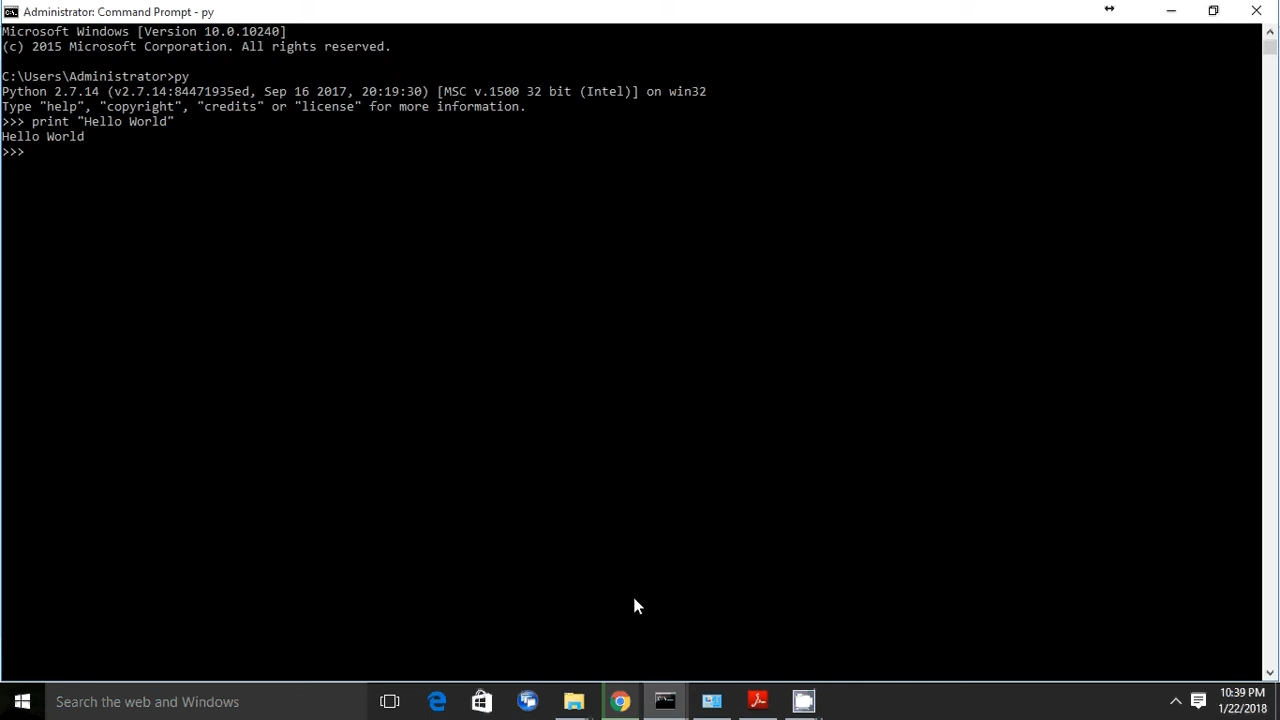 Administrator: Command Prompt - py
Microsoft Windows [Version 10.0.10240]
(c) 2015 Microsoft Corporation. All rights reserved.
C:\Users\Administrator>py
Python 2.7.14 (v2.7.14:84471935ed, Sep 16 2017, 20:19:30) [MSC v.1500 32 bit (Intel)] on win32
Type "help", "copyright", "credits" or "license" for more information.
>>> print "Hello World"
Hello World
>>>
Search the web and Windows
10:39 PM
1/22/2018